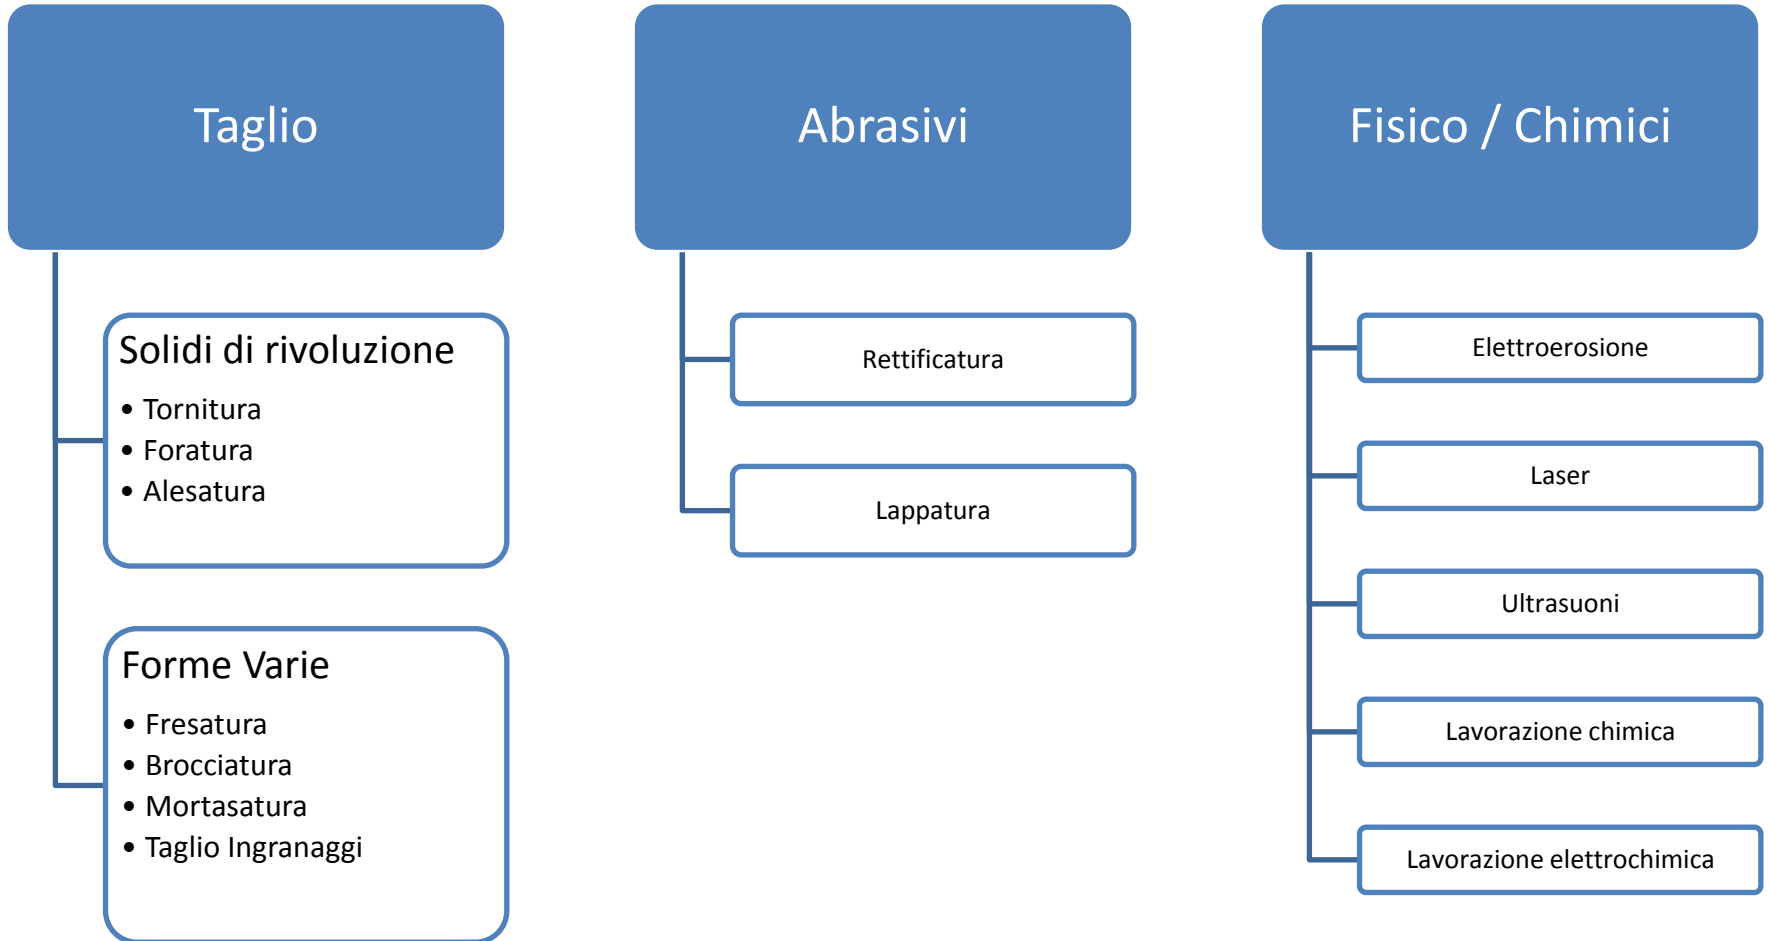 Taglio
Solidi di rivoluzione
• Tornitura
• Foratura
• Alesatura
Forme Varie
• Fresatura
• Brocciatura
• Mortasatura
• Taglio Ingranaggi
Abrasivi
Rettificatura
Lappatura
Fisico / Chimici
Elettroerosione
Laser
Ultrasuoni
Lavorazione chimica
Lavorazione elettrochimica